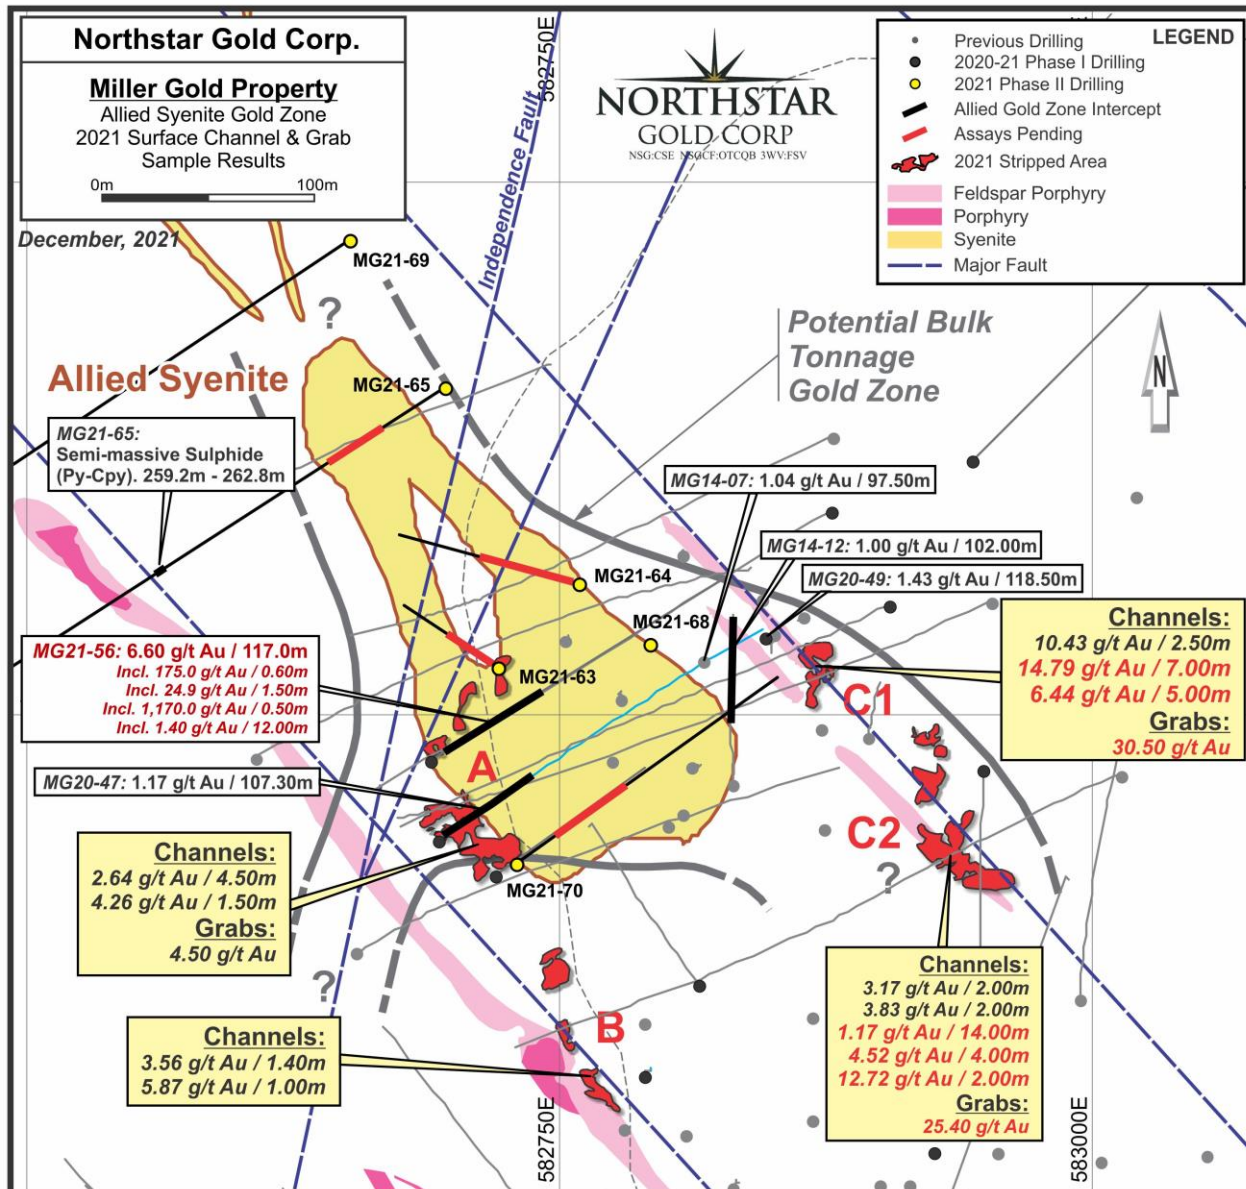 Northstar Gold Corp.
Miller Gold Property
Allied Syenite Gold Zone
2021 Surface Channel & Grab
Sample Results
0m 100m
December, 2021
582750E
Independence Fault
NORTHSTAR
GOLD CORP
NSG:CSE NSGCF:OTCQB 3WV:FSV
LEGEND
Previous Drilling
2020-21 Phase I Drilling
2021 Phase II Drilling
Allied Gold Zone Intercept
Assays Pending
2021 Stripped Area
Feldspar Porphyry
Porphyry
Syenite
Major Fault
N
MG21-69
?
Potential Bulk
Tonnage
Gold Zone
Allied Syenite
MG21-65
MG21-65:
Semi-massive Sulphide
(Py-Cpy). 259.2m - 262.8m
MG14-07: 1.04 g/t Au / 97.50m
MG14-12: 1.00 g/t Au / 102.00m
MG20-49: 1.43 g/t Au / 118.50m
MG21-64
MG21-68
MG21-63
MG21-56: 6.60 g/t Au / 117.0m
Incl. 175.0 g/t Au / 0.60m
Incl. 24.9 g/t Au / 1.50m
Incl. 1,170.0 g/t Au / 0.50m
Incl. 1.40 g/t Au / 12.00m
Channels:
10.43 g/t Au / 2.50m
14.79 g/t Au / 7.00m
6.44 g/t Au / 5.00m
Grabs:
30.50 g/t Au
C1
A
MG20-47: 1.17 g/t Au / 107.30m
C2
?
MG21-70
Channels:
2.64 g/t Au / 4.50m
4.26 g/t Au / 1.50m
Grabs:
4.50 g/t Au
?
B
Channels:
3.56 g/t Au / 1.40m
5.87 g/t Au / 1.00m
Channels:
3.17 g/t Au / 2.00m
3.83 g/t Au / 2.00m
1.17 g/t Au / 14.00m
4.52 g/t Au / 4.00m
12.72 g/t Au / 2.00m
Grabs:
25.40 g/t Au
582750E
583000E